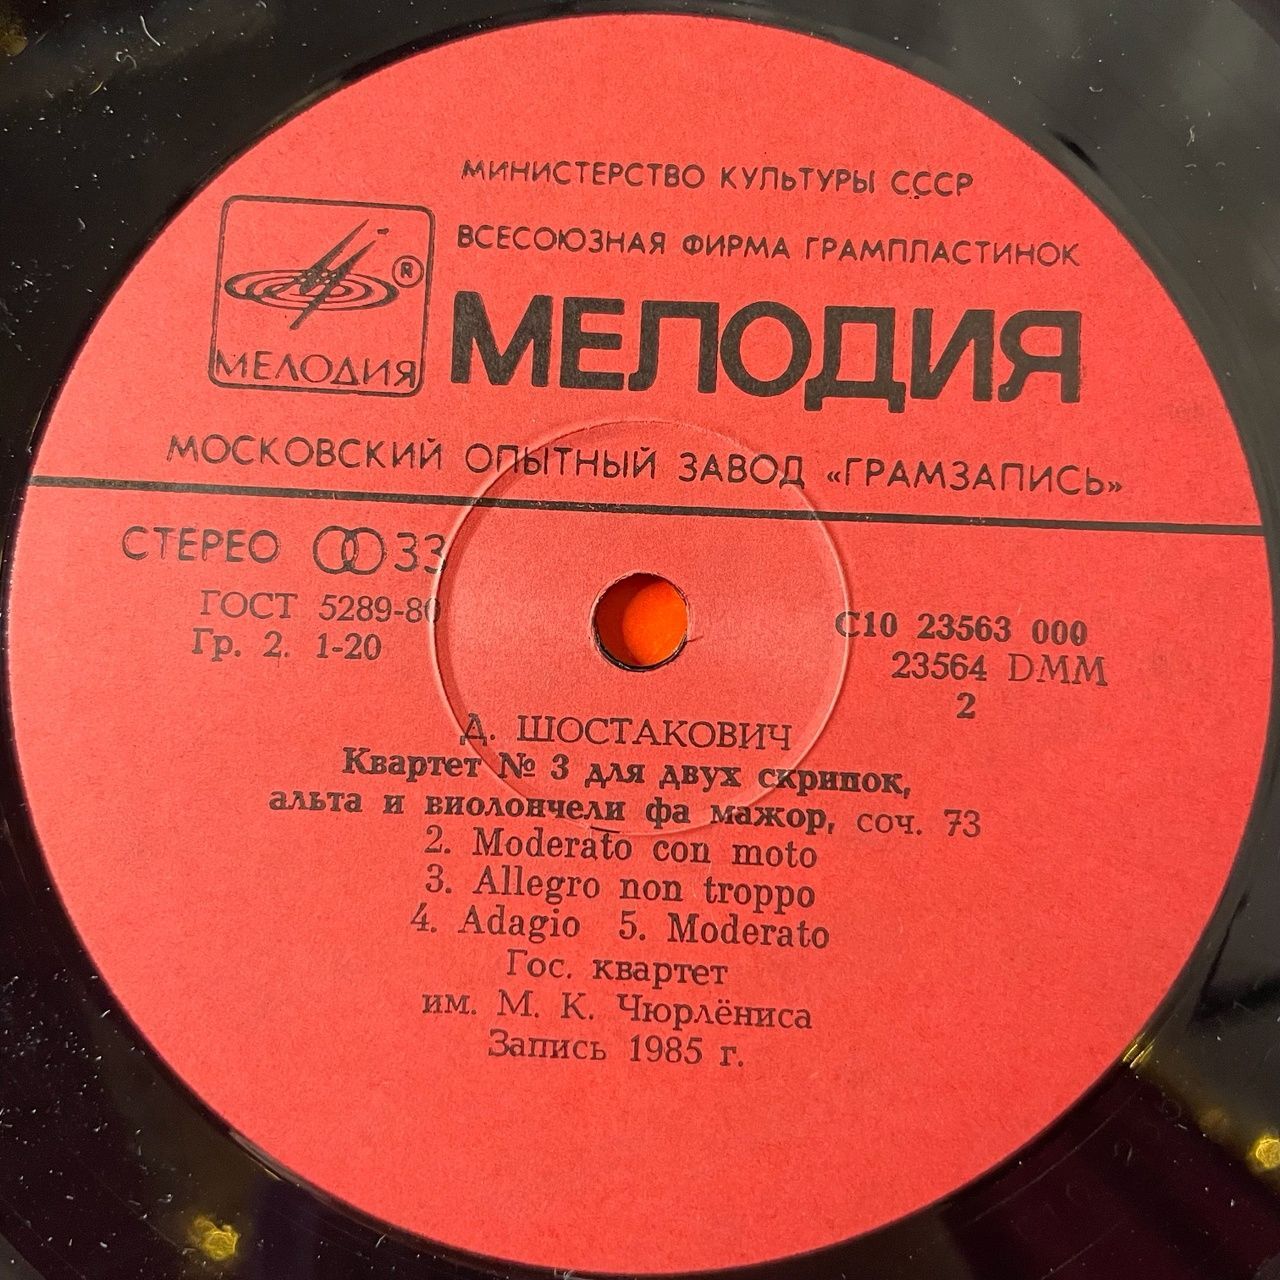 МИНИСТЕРСТВО КУЛЬТУРЫ СССР
ВСЕСОЮЗНАЯ ФИРМА ГРАМПЛАСТИНОК
®
МЕЛОДИЯ
МЕЛОДИЯ
МОСКОВСКИЙ ОПЫТНЫЙ ЗАВОД «ГРАМЗАПИСЬ»
СТЕРЕО 33
ГОСТ 5289-80
Гр. 2. 1-20
С10 23563 000
23564 DMM
2
Д. ШОСТАКОВИЧ
Квартет № 3 для двух скрипок,
альта и виолончели фа мажор, соч. 73
2. Moderato con moto
3. Allegro non troppo
4. Adagio 5. Moderato
Гос. квартет
им. М. К. Чюрлёниса
Запись 1985 г.